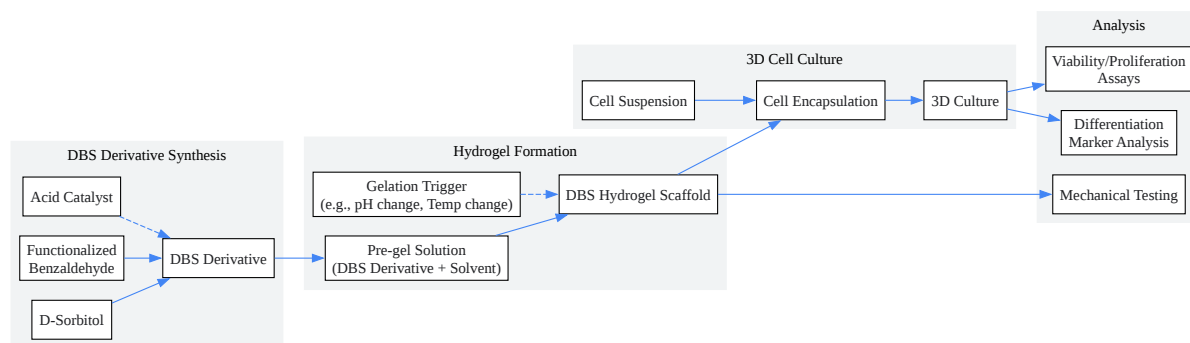 DBS Derivative Synthesis
Acid Catalyst
Functionalized
Benzaldehyde
D-Sorbitol
DBS Derivative
Hydrogel Formation
Gelation Trigger
(e.g., pH change, Temp change)
Pre-gel Solution
(DBS Derivative + Solvent)
DBS Hydrogel Scaffold
3D Cell Culture
Cell Suspension
Cell Encapsulation
3D Culture
Analysis
Viability/Proliferation
Assays
Differentiation
Marker Analysis
Mechanical Testing